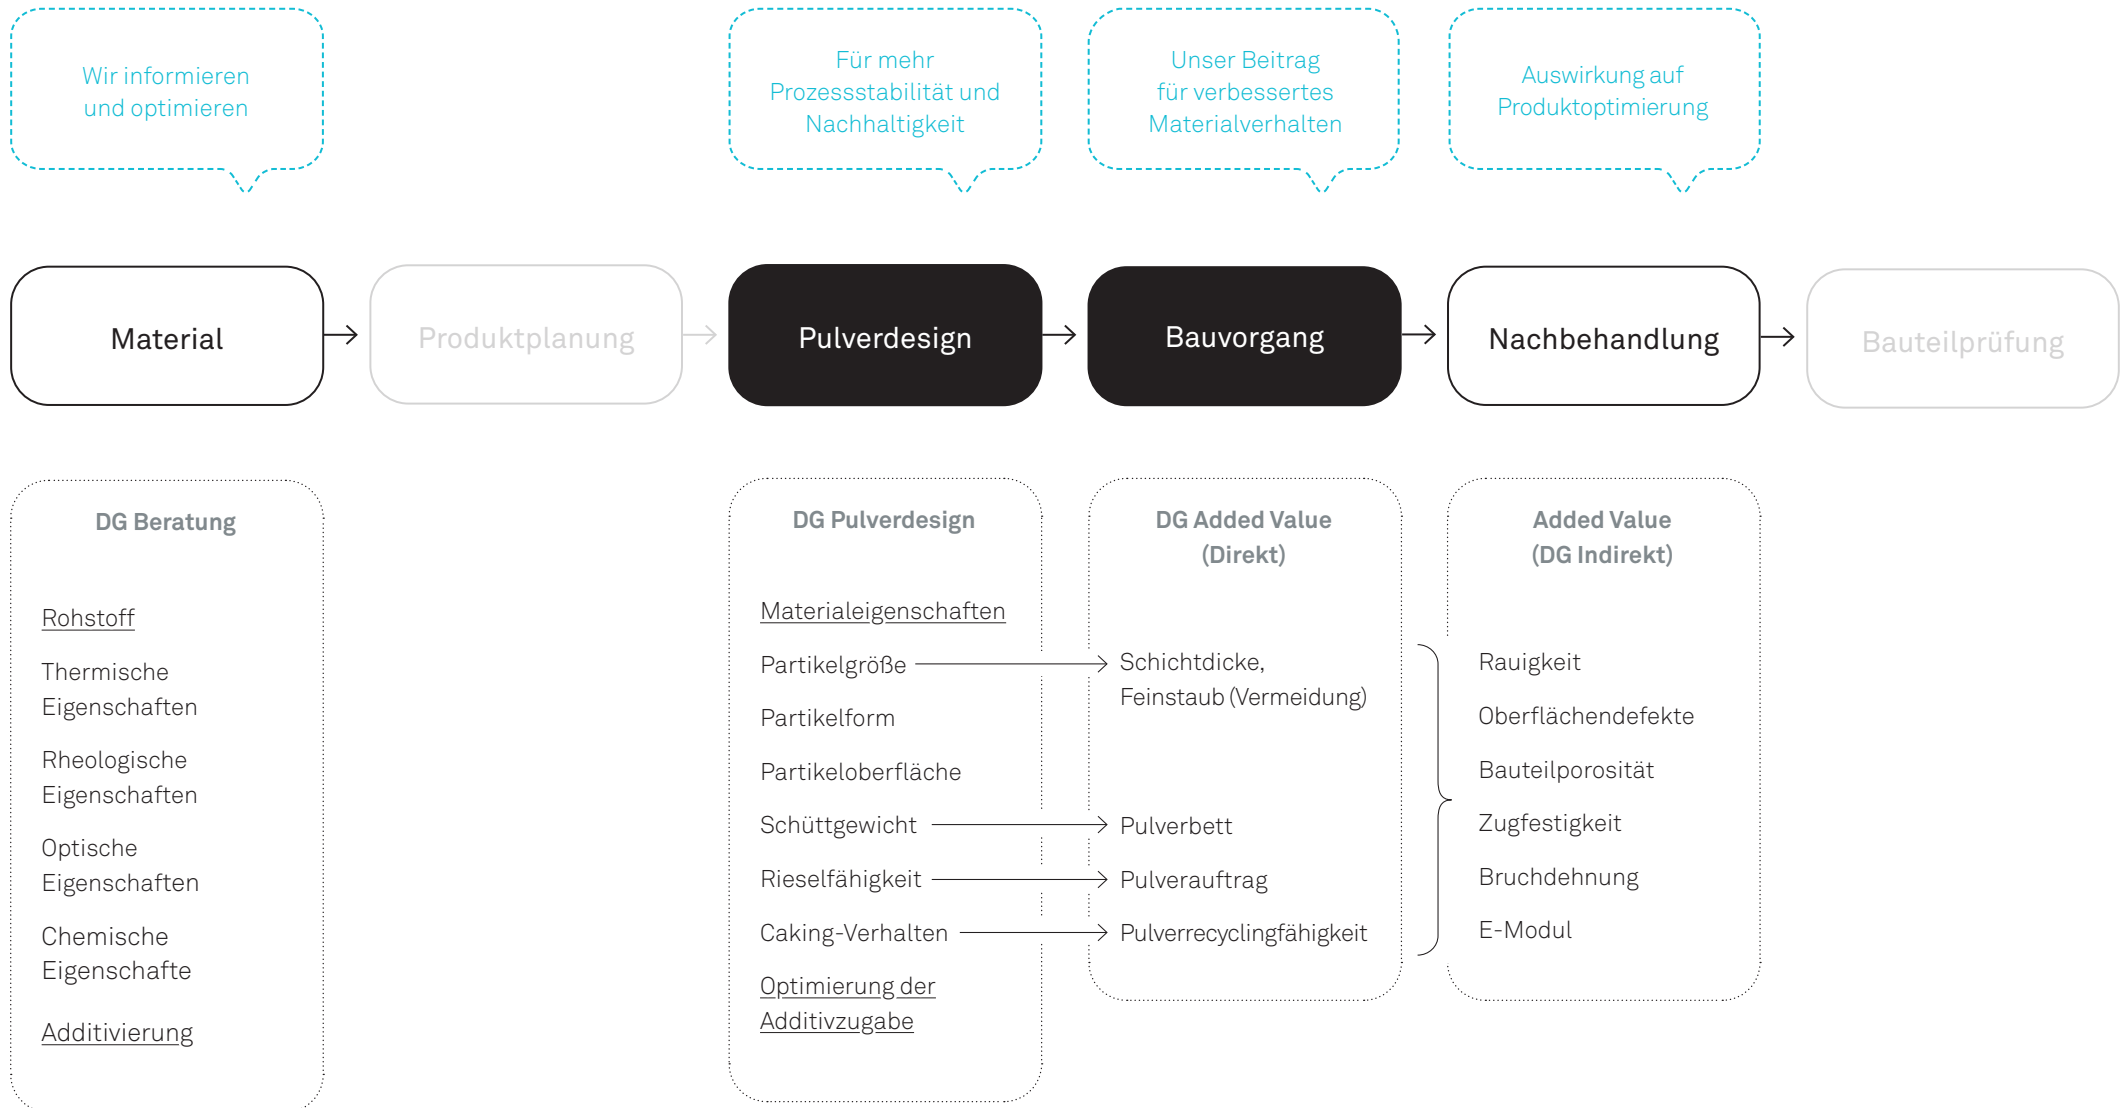 Wir informieren
und optimieren
Für mehr
Prozessstabilität und
Nachhaltigkeit
Unser Beitrag
für verbessertes
Materialverhalten
Auswirkung auf
Produktoptimierung
Material
Produktplanung
Pulverdesign
Bauvorgang
Nachbehandlung
Bauteilprüfung
DG Beratung
Rohstoff
Thermische
Eigenschaften
Rheologische
Eigenschaften
Optische
Eigenschaften
Chemische
Eigenschafte
Additivierung
DG Pulverdesign
Materialeigenschaften
Partikelgröße
Partikelform
Partikeloberfläche
Schüttgewicht
Rieselfähigkeit
Caking-Verhalten
Optimierung der
Additivzugabe
DG Added Value
(Direkt)
Schichtdicke,
Feinstaub (Vermeidung)
Pulverbett
Pulverauftrag
Pulverrecyclingfähigkeit
Added Value
(DG Indirekt)
Rauigkeit
Oberflächendefekte
Bauteilporosität
Zugfestigkeit
Bruchdehnung
E-Modul